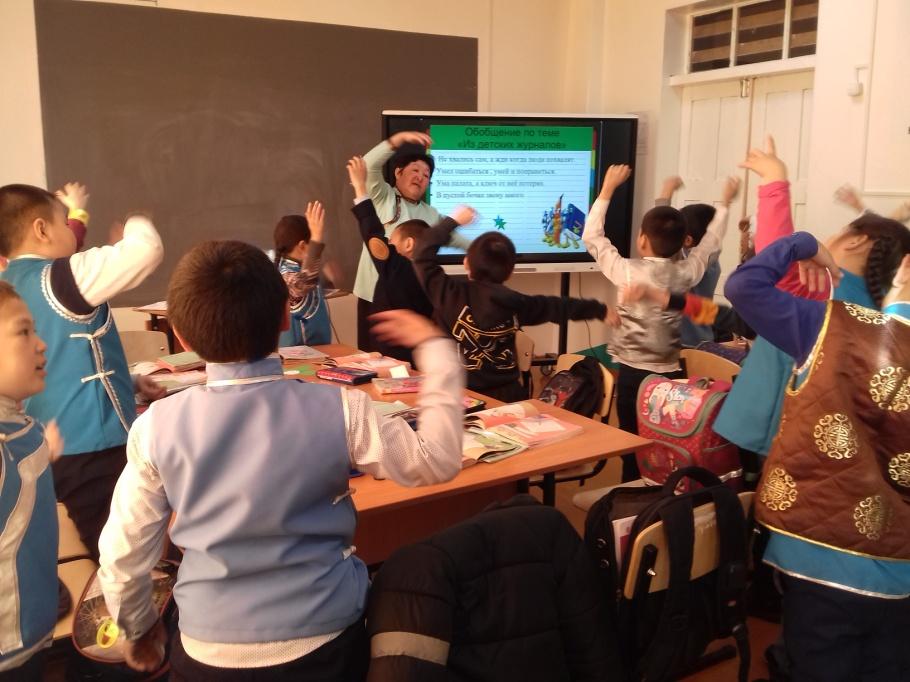 Обобщение по теме
«Из детских журналов»
Не хвались сам, а жди когда люди похвалят.
Умел ошибиться , умей и поправиться.
Ума палата, а ключ от неё потерян.
В пустой бочке звону много.